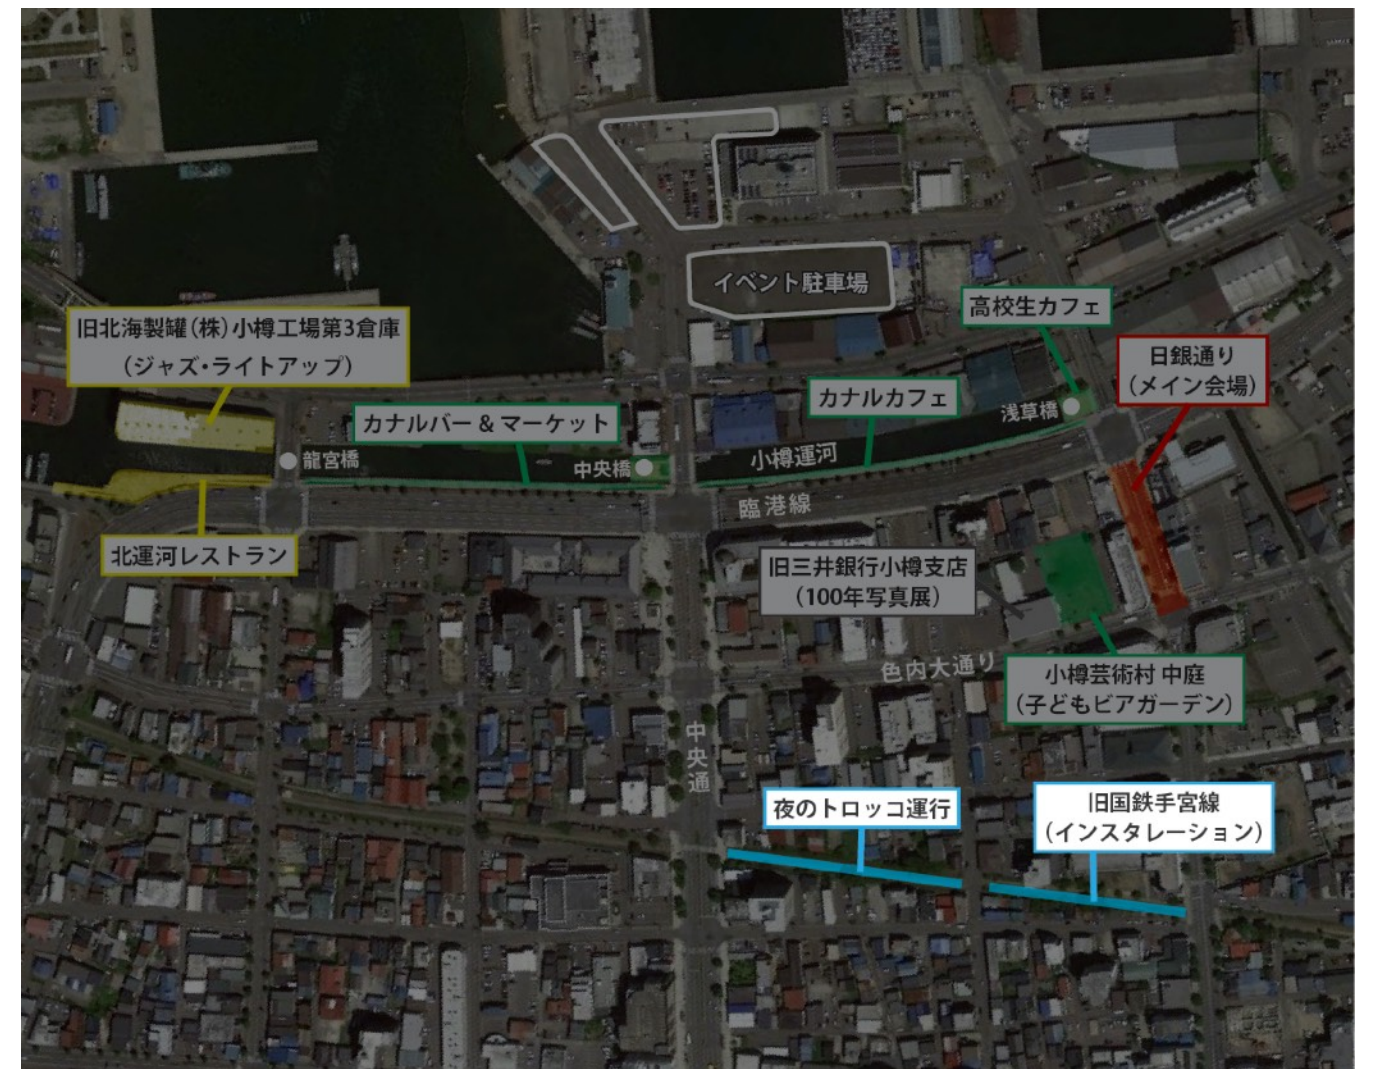 イベント駐車場
高校生カフェ
旧北海製罐(株)小樽工場第3倉庫
(ジャズ・ライトアップ)
日銀通り
(メイン会場)
カナルカフェ
カナルバー & マーケット
浅草橋
龍宮橋
中央橋
小樽運河
臨港線
北運河レストラン
旧三井銀行小樽支店
(100年写真展)
色内大通り
小樽芸術村 中庭
(子どもビアガーデン)
中央通
夜のトロッコ運行
旧国鉄手宮線
(インスタレーション)